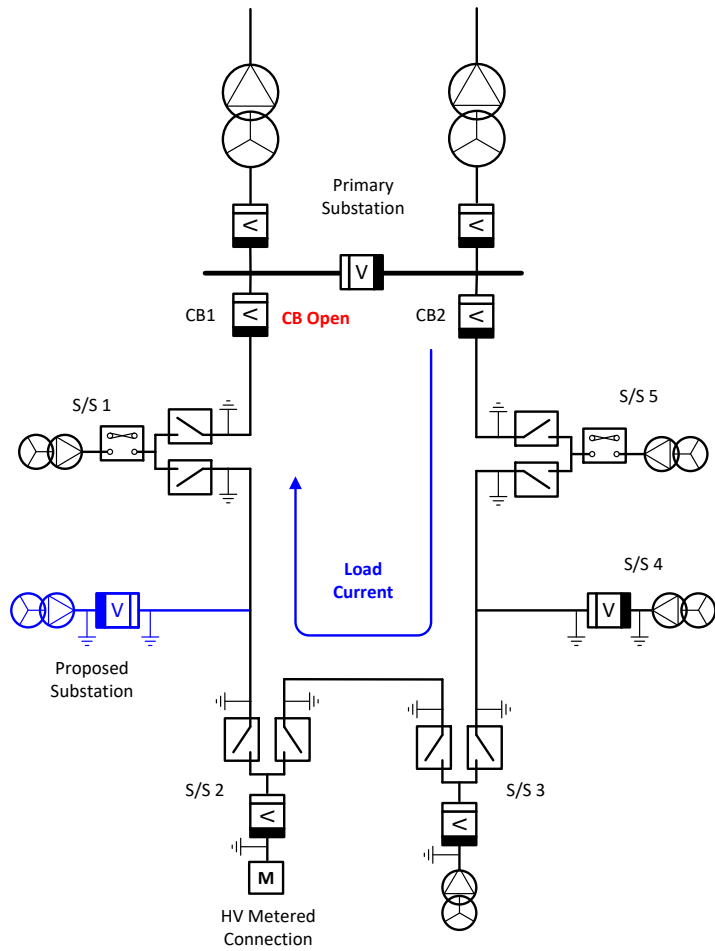 V
V
Primary
Substation
V
CB1
V
CB Open
CB2
V
S/S 1
S/S 5
Load
Current
S/S 4
V
V
Proposed
Substation
S/S 2
S/S 3
V
V
M
HV Metered
Connection